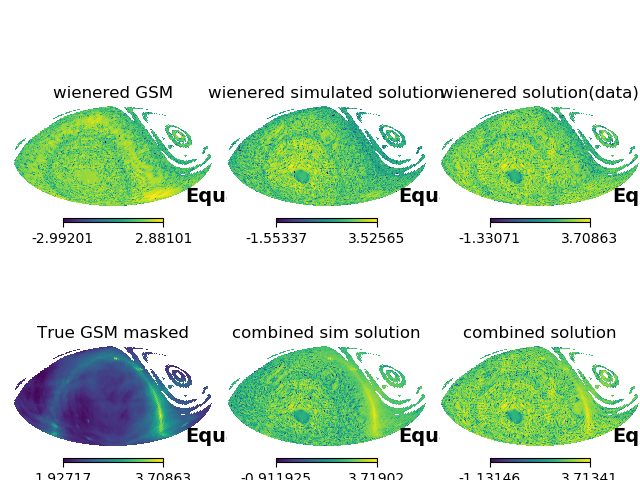 wienered GSM
wienered simulated solution
wienered solution(data)
Equ
Equ
Eq
-2.99201 2.88101
-1.55337 3.52565
-1.33071 3.70863
True GSM masked
combined sim solution
combined solution
Equ
Equ
Eq
1.92717 3.70863
-0.911925 3.71902
-1.13146 3.71341